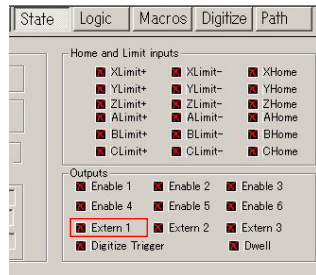 State Logic Macros Digitize Path
Home and Limit inputs
XLimit+ XLimit- XHome
YLimit+ YLimit- YHome
ZLimit+ ZLimit- ZHome
ALimit+ ALimit- AHome
BLimit+ BLimit- BHome
CLimit+ CLimit- CHome
Outputs
Enable 1 Enable 2 Enable 3
Enable 4 Enable 5 Enable 6
Extern 1 Extern 2 Extern 3
Digitize Trigger Dwell